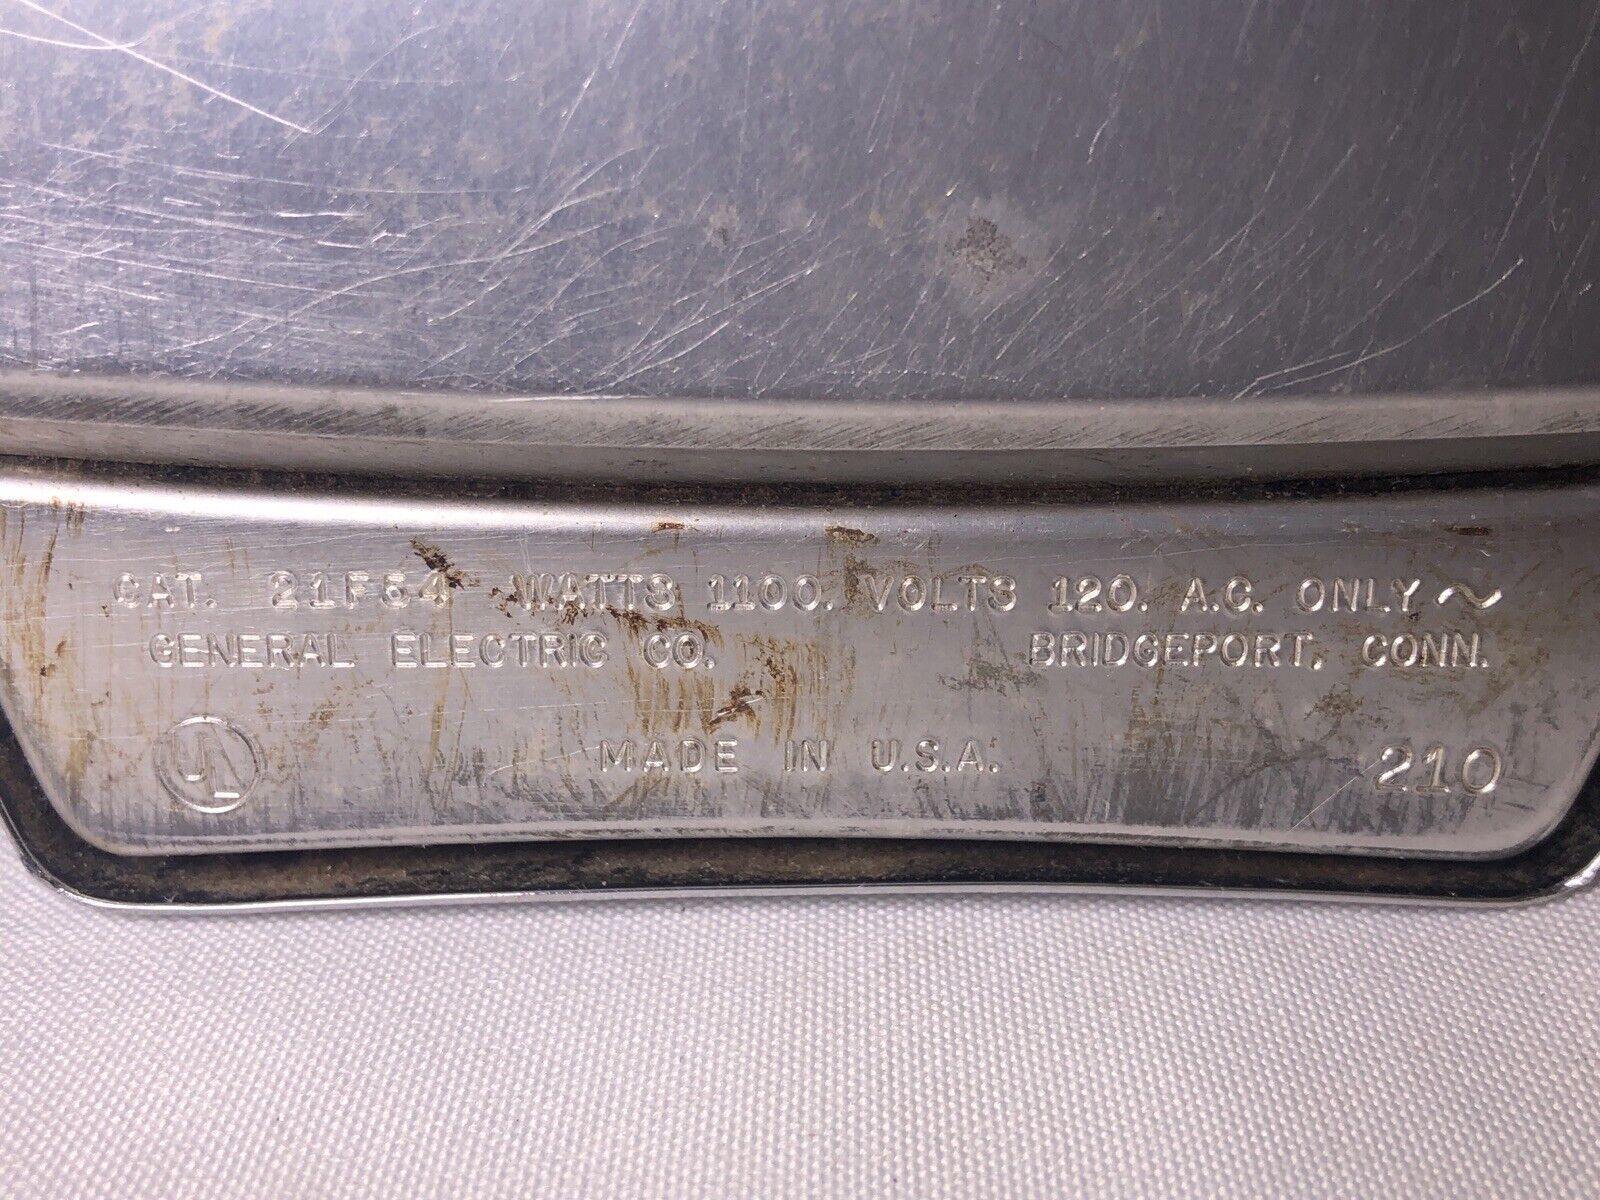 CAT. 21F54 WATTS 1100. VOLTS 120. A.C. ONLY ~
GENERAL ELECTRIC CO. BRIDGEPORT, CONN.
UL MADE IN U.S.A. 210